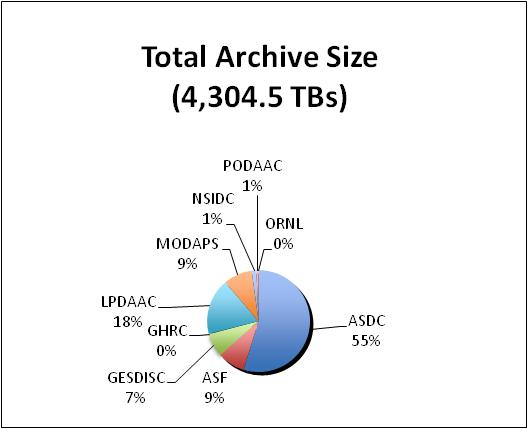 Total Archive Size
(4,304.5 TBs)
PODAAC
1%
NSIDC
1%
ORNL
0%
MODAPS
9%
LPDAAC
18%
GHRC
0%
ASDC
55%
GESDISC
7%
ASF
9%